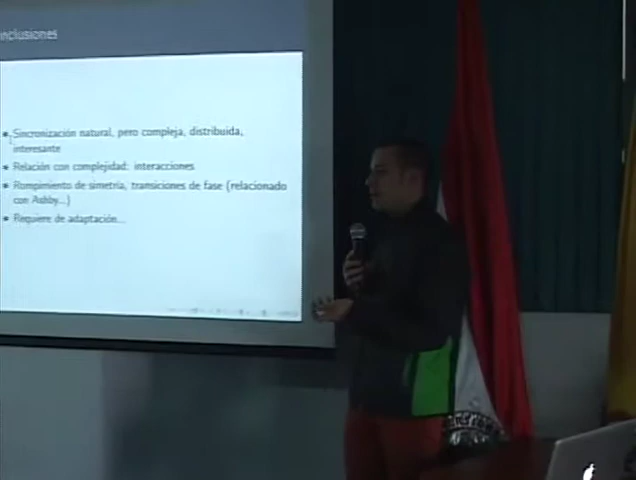 nclusiones
Sincronización natural, pero compleja, distribuida,
interesante
Relación con complejidad: interacciones
Rompimiento de simetría, transiciones de fase (relacionado
con Ashby...)
Requiere de adaptación...